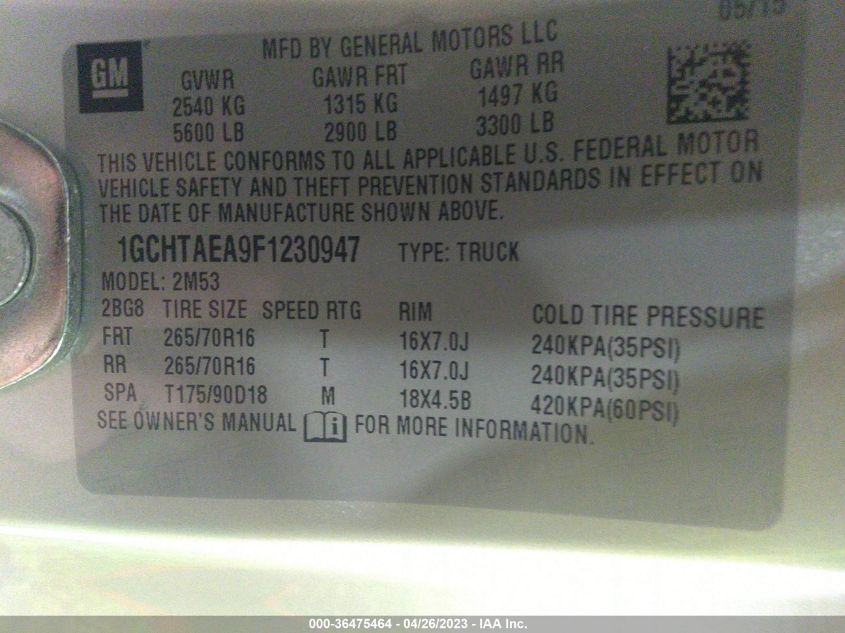 05/15
GM
MFD BY GENERAL MOTORS LLC
GVWR GAWR FRT GAWR RR
2540 KG 1315 KG 1497 KG
5600 LB 2900 LB 3300 LB
THIS VEHICLE CONFORMS TO ALL APPLICABLE U.S. FEDERAL MOTOR
VEHICLE SAFETY AND THEFT PREVENTION STANDARDS IN EFFECT ON
THE DATE OF MANUFACTURE SHOWN ABOVE.
1GCHTAEA9F1230947 TYPE: TRUCK
MODEL: 2M53
2BG8 TIRE SIZE SPEED RTG RIM COLD TIRE PRESSURE
FRT 265/70R16 T 16X7.0J 240KPA(35PSI)
RR 265/70R16 T 16X7.0J 240KPA(35PSI)
SPA T175/90D18 M 18X4.5B 420KPA(60PSI)
SEE OWNER'S MANUAL i FOR MORE INFORMATION.
000-36475464 - 04/26/2023 - IAA Inc.